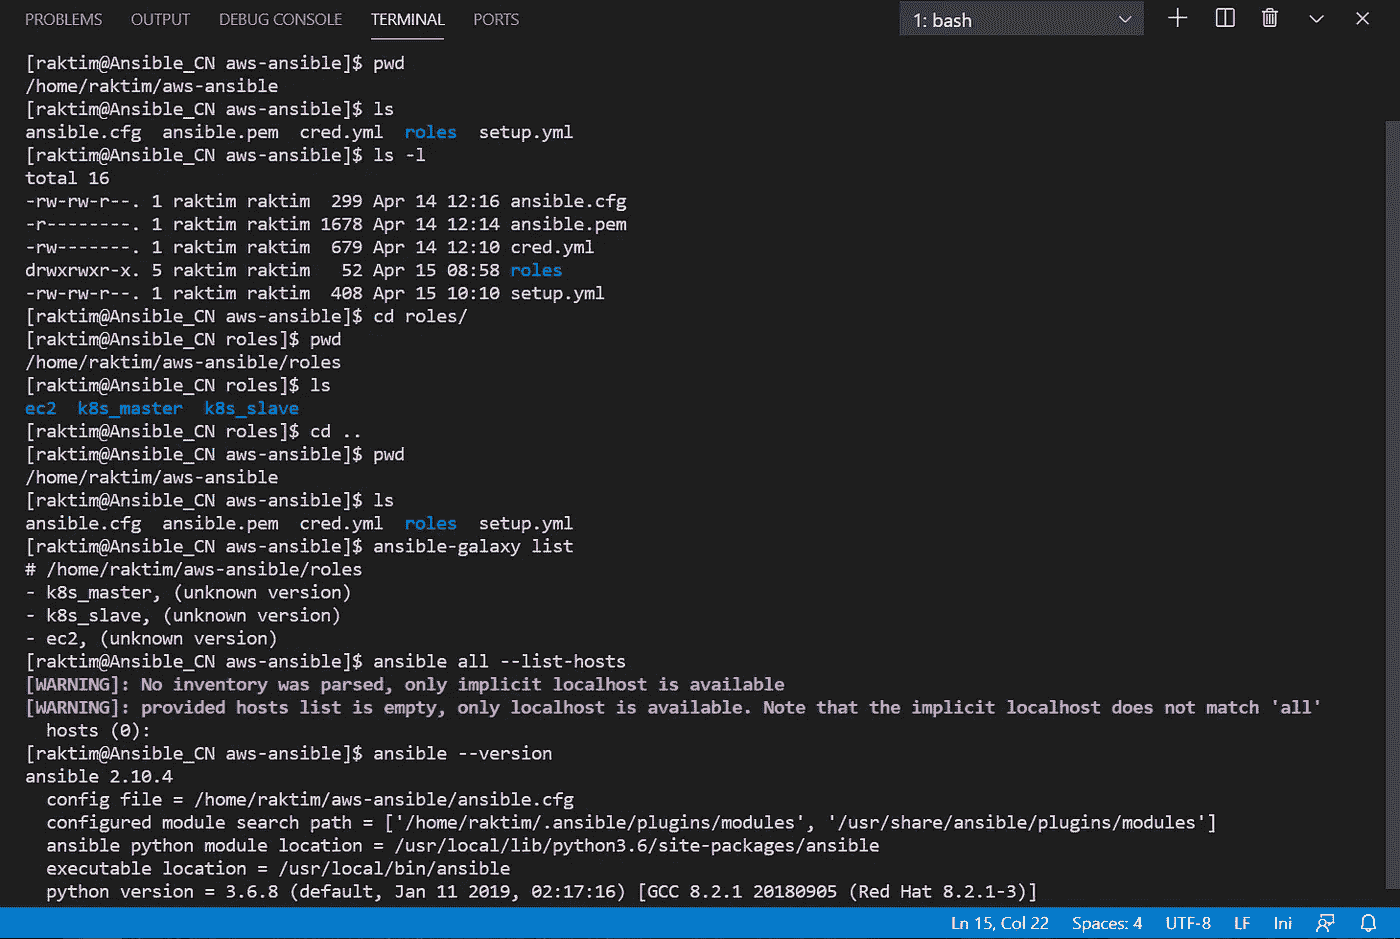 PROBLEMS OUTPUT DEBUG CONSOLE TERMINAL PORTS 1: bash
[raktim@Ansible_CN aws-ansible]$ pwd
/home/raktim/aws-ansible
[raktim@Ansible_CN aws-ansible]$ ls
ansible.cfg  ansible.pem  cred.yml  roles  setup.yml
[raktim@Ansible_CN aws-ansible]$ ls -l
total 16
-rw-rw-r--. 1 raktim raktim  299 Apr 14 12:16 ansible.cfg
-r--------. 1 raktim raktim 1678 Apr 14 12:14 ansible.pem
-rw-------. 1 raktim raktim  679 Apr 14 12:10 cred.yml
drwxrwxr-x. 5 raktim raktim   52 Apr 15 08:58 roles
-rw-rw-r--. 1 raktim raktim  408 Apr 15 10:10 setup.yml
[raktim@Ansible_CN aws-ansible]$ cd roles/
[raktim@Ansible_CN roles]$ pwd
/home/raktim/aws-ansible/roles
[raktim@Ansible_CN roles]$ ls
ec2  k8s_master  k8s_slave
[raktim@Ansible_CN roles]$ cd ..
[raktim@Ansible_CN aws-ansible]$ pwd
/home/raktim/aws-ansible
[raktim@Ansible_CN aws-ansible]$ ls
ansible.cfg  ansible.pem  cred.yml  roles  setup.yml
[raktim@Ansible_CN aws-ansible]$ ansible-galaxy list
# /home/raktim/aws-ansible/roles
- k8s_master, (unknown version)
- k8s_slave, (unknown version)
- ec2, (unknown version)
[raktim@Ansible_CN aws-ansible]$ ansible all --list-hosts
[WARNING]: No inventory was parsed, only implicit localhost is available
[WARNING]: provided hosts list is empty, only localhost is available. Note that the implicit localhost does not match 'all'
  hosts (0):
[raktim@Ansible_CN aws-ansible]$ ansible --version
ansible 2.10.4
  config file = /home/raktim/aws-ansible/ansible.cfg
  configured module search path = ['/home/raktim/.ansible/plugins/modules', '/usr/share/ansible/plugins/modules']
  ansible python module location = /usr/local/lib/python3.6/site-packages/ansible
  executable location = /usr/local/bin/ansible
  python version = 3.6.8 (default, Jan 11 2019, 02:17:16) [GCC 8.2.1 20180905 (Red Hat 8.2.1-3)]
Ln 15, Col 22 Spaces: 4 UTF-8 LF Ini